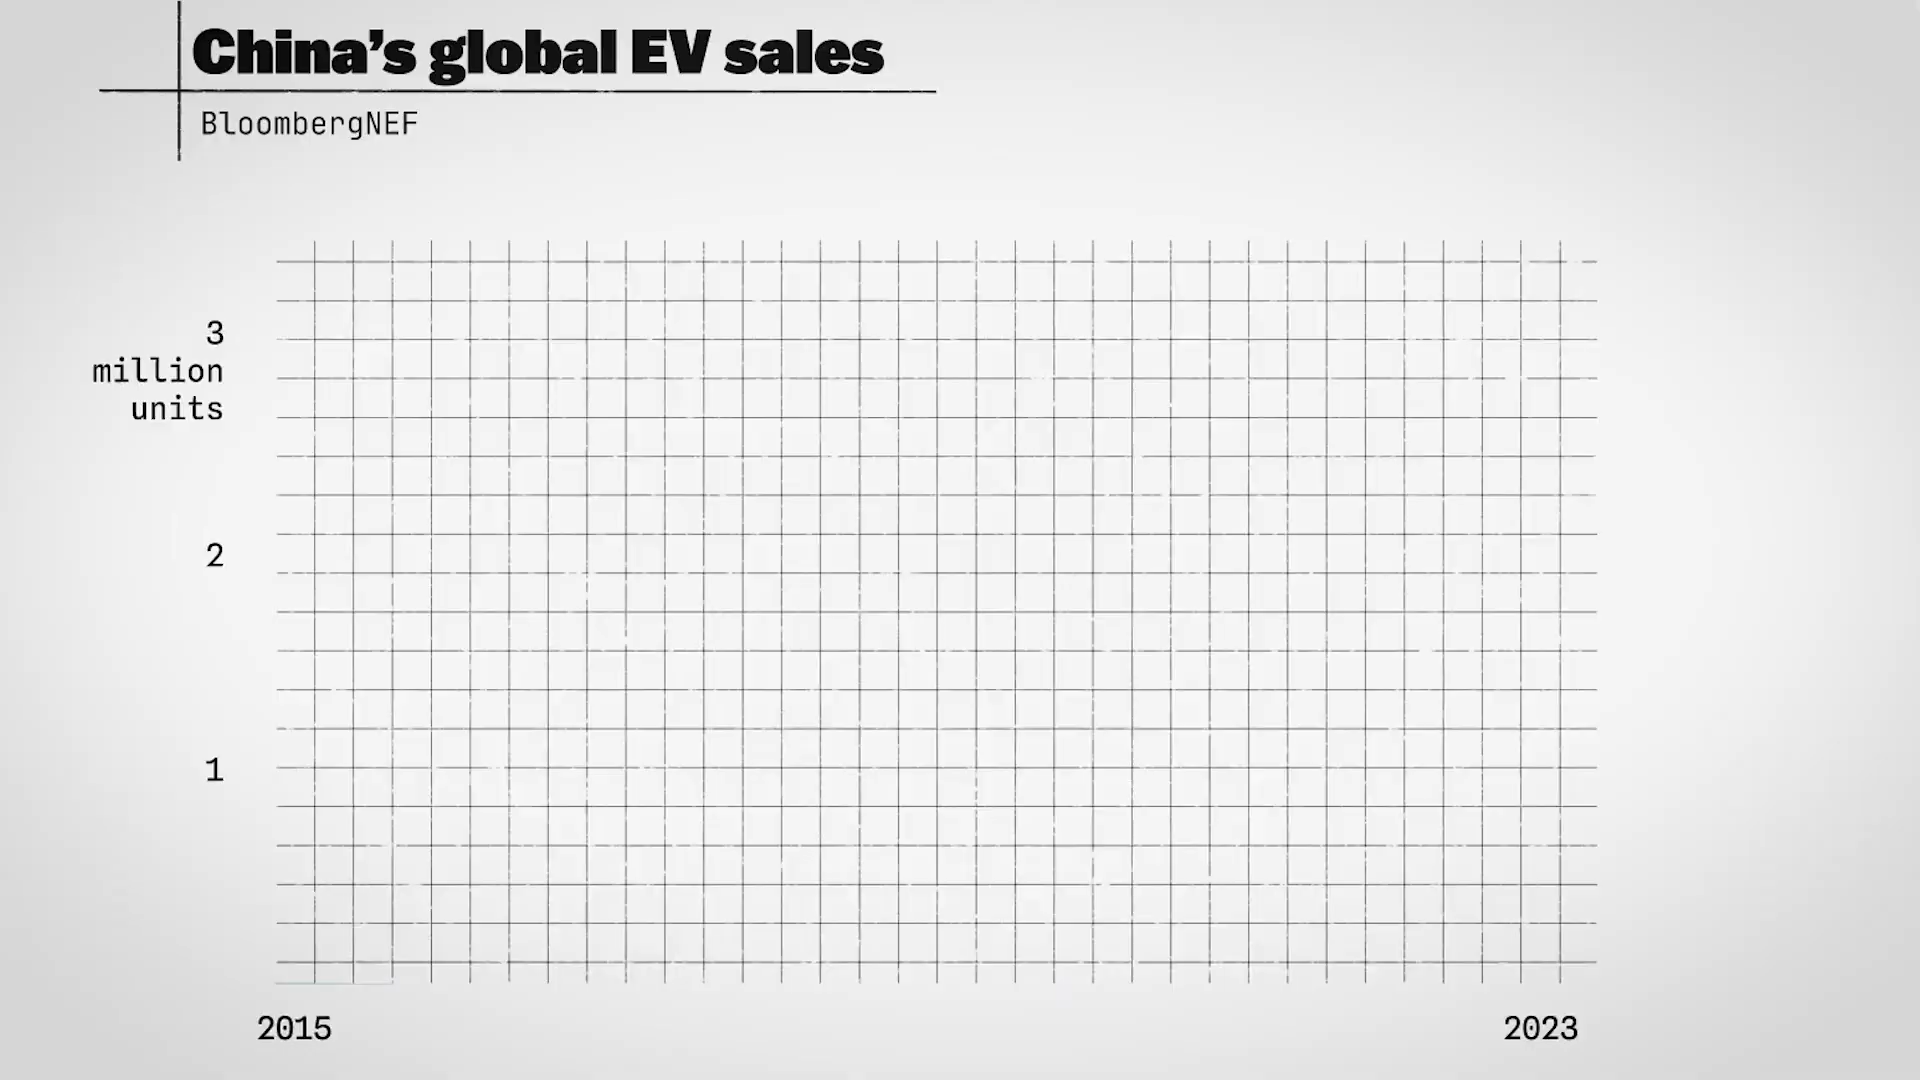 China’s global EV sales
BloombergNEF
3
million
units
2
1
2015
2023